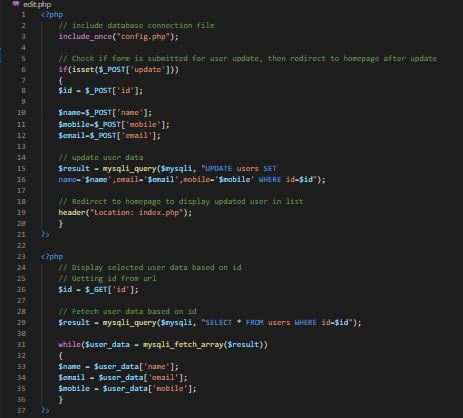 edit.php
1 <?php
2 // include database connection file
3 include_once("config.php");
4
5 // Check if form is submitted for user update, then redirect to homepage after update
6 if(isset($_POST['update']))
7 {
8 $id = $_POST['id'];
9
10 $name=$_POST['name'];
11 $mobile=$_POST['mobile'];
12 $email=$_POST['email'];
13
14 // update user data
15 $result = mysqli_query($mysqli, "UPDATE users SET
16 name='$name',email='$email',mobile='$mobile' WHERE id=$id");
17
18 // Redirect to homepage to display updated user in list
19 header("Location: index.php");
20 }
21 ?>
22
23 <?php
24 // Display selected user data based on id
25 // Getting id from url
26 $id = $_GET['id'];
27
28 // Fetech user data based on id
29 $result = mysqli_query($mysqli, "SELECT * FROM users WHERE id=$id");
30
31 while($user_data = mysqli_fetch_array($result))
32 {
33 $name = $user_data['name'];
34 $email = $user_data['email'];
35 $mobile = $user_data['mobile'];
36 }
37 ?>